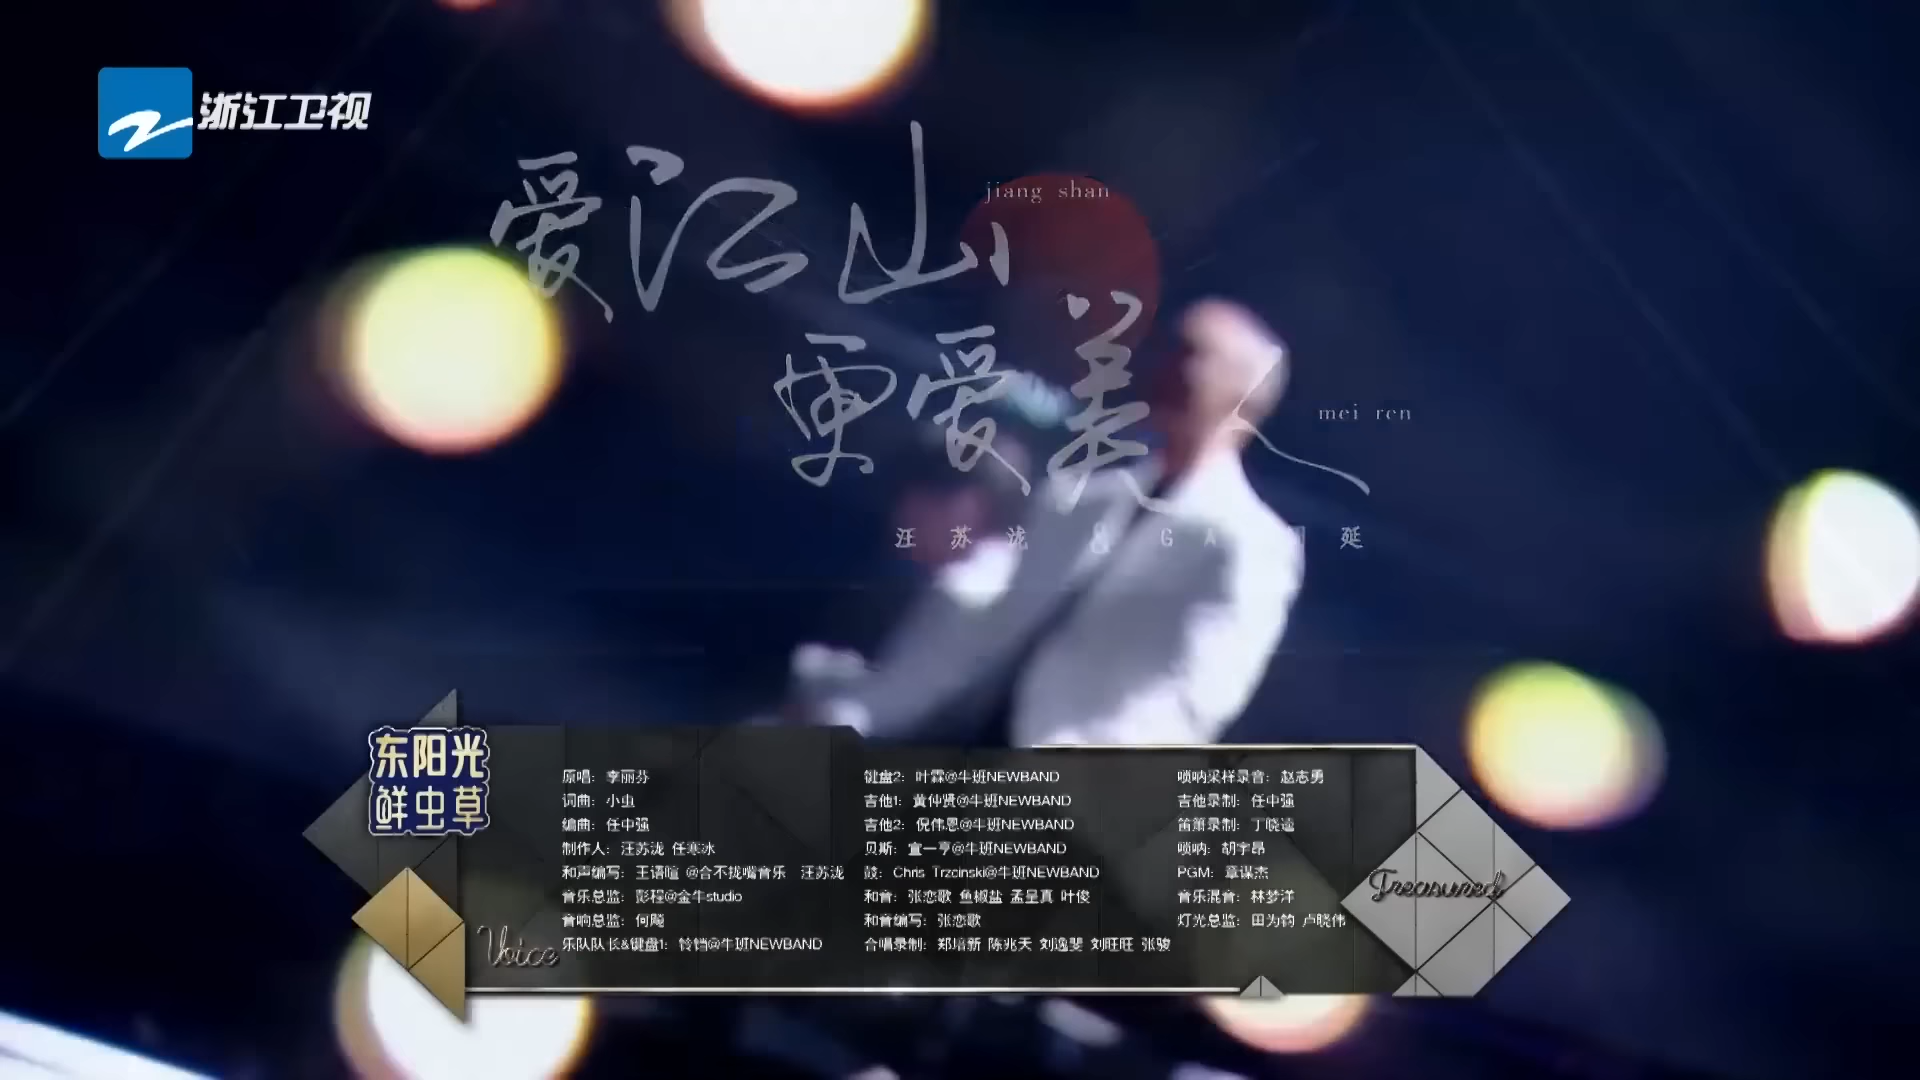 浙江卫视
爱江山
jiang shan
更爱美人
mei ren
汪苏泷 & GA 延
东阳光
鲜虫草
原唱：李丽芬
词曲：小虫
编曲：任中强
制作人：汪苏泷 任寒冰
和声编写：王谙暄 @合不拢嘴音乐 汪苏泷
音乐总监：彭程@金牛studio
音响总监：何飚
乐队队长&键盘1：铃铛@牛班NEWBAND
键盘2：叶霖@牛班NEWBAND
吉他1：黄仲贤@牛班NEWBAND
吉他2：倪伟恩@牛班NEWBAND
贝斯：宣一亨@牛班NEWBAND
鼓：Chris Trzcinski@牛班NEWBAND
和音：张恋歌 鱼椒盐 孟呈真 叶俊
和音编写：张恋歌
合唱录制：郑培新 陈兆天 刘逸斐 刘旺旺 张骏
唢呐采样录音：赵志勇
吉他录制：任中强
笛箫录制：丁晓逵
唢呐：胡宇昂
PGM：章谋杰
音乐混音：林梦洋
灯光总监：田为钧 卢晓伟
Voice
Treasured